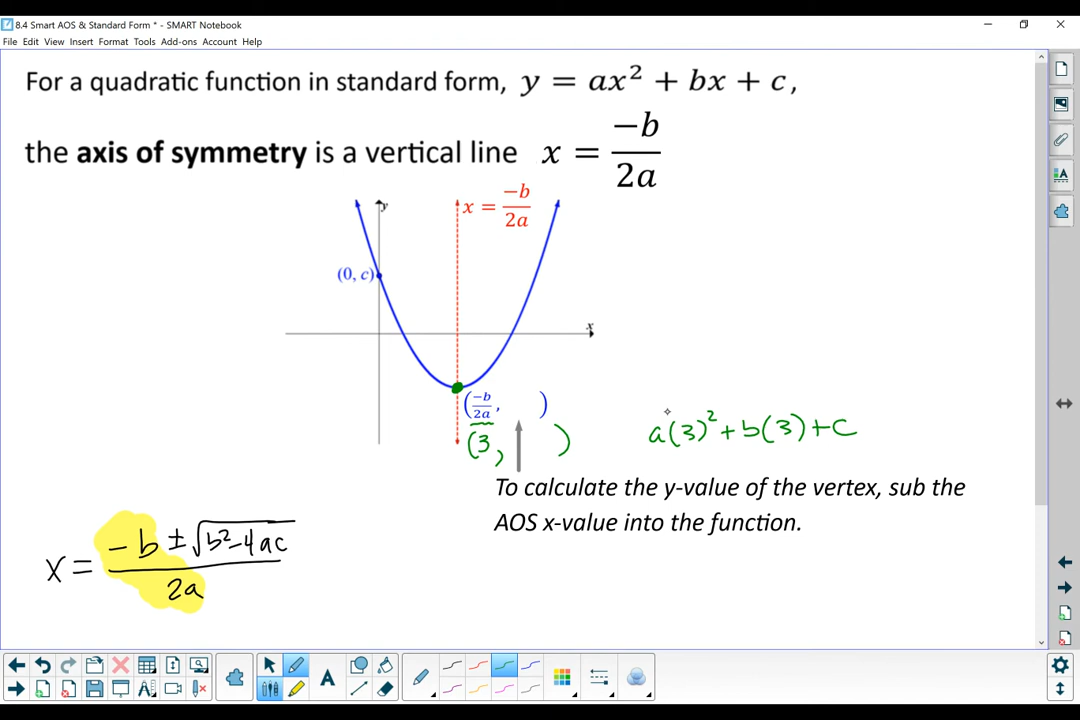 8.4 Smart AOS & Standard Form * - SMART Notebook
File Edit View Insert Format Tools Add-ons Account Help
For a quadratic function in standard form, y = ax² + bx + c,
the axis of symmetry is a vertical line x = -b/2a
y
x = -b/2a
(0, c)
x
(-b/2a, )
(3, )
a(3)²+b(3)+c
To calculate the y-value of the vertex, sub the
AOS x-value into the function.
x = (-b ± √(b²-4ac))/2a